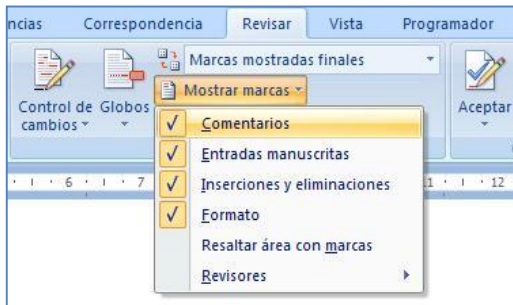 ncias Correspondencia Revisar Vista Programador
Marcas mostradas finales
Mostrar marcas
Control de cambios
Globos
Aceptar
Comentarios
Entradas manuscritas
Inserciones y eliminaciones
Formato
Resaltar área con marcas
Revisores
6 7 11 12